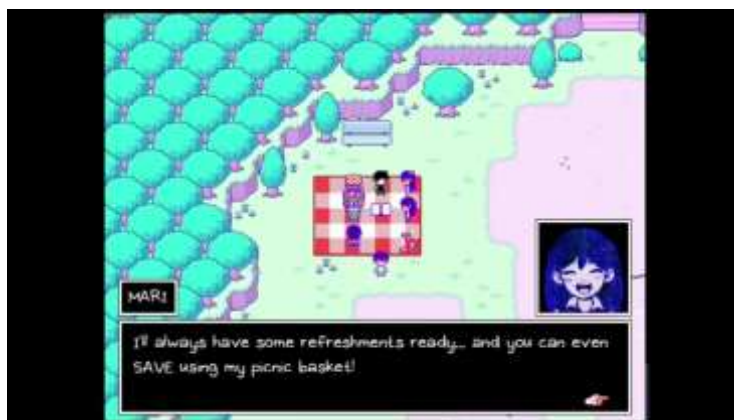 MARI
I'll always have some refreshments ready... and you can even
SAVE using my picnic basket!